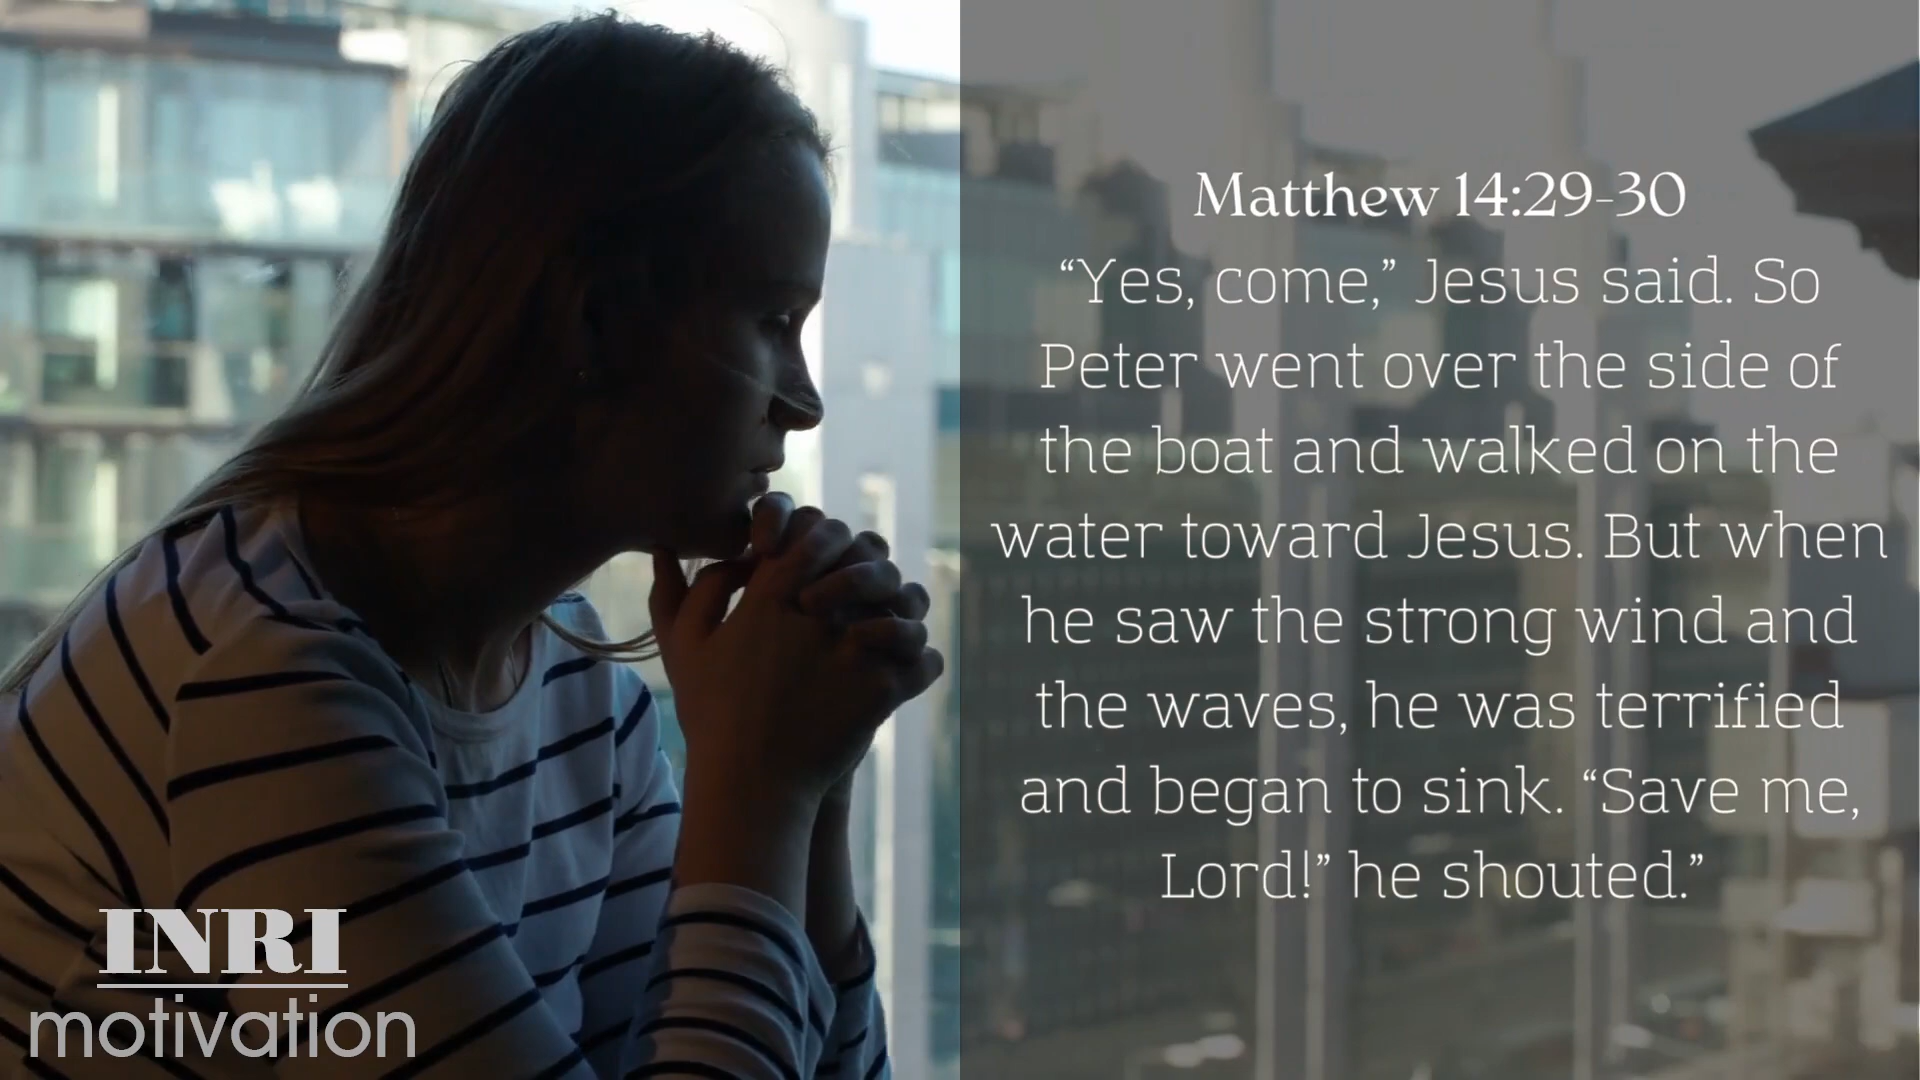 Matthew 14:29-30
“Yes, come,” Jesus said. So
Peter went over the side of
the boat and walked on the
water toward Jesus. But when
he saw the strong wind and
the waves, he was terrified
and began to sink. “Save me,
Lord!” he shouted.”
INRI
motivation